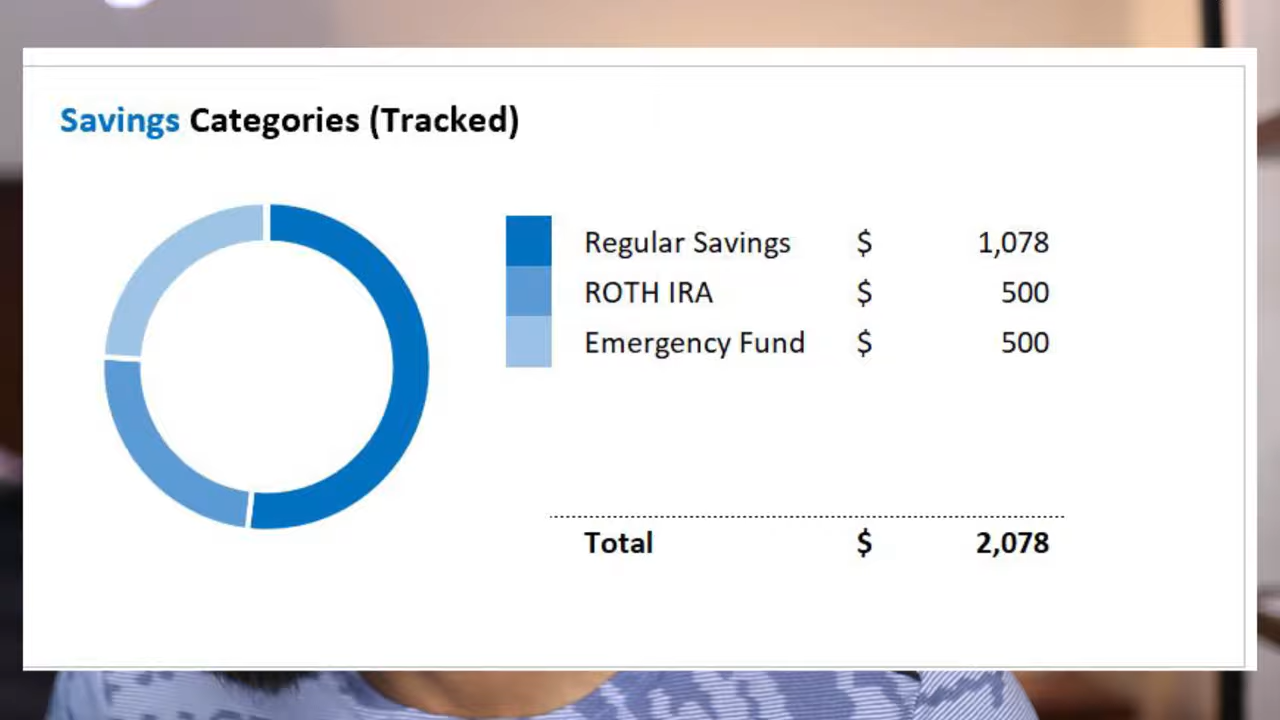 Savings Categories (Tracked)
Regular Savings $ 1,078
ROTH IRA $ 500
Emergency Fund $ 500
Total $ 2,078